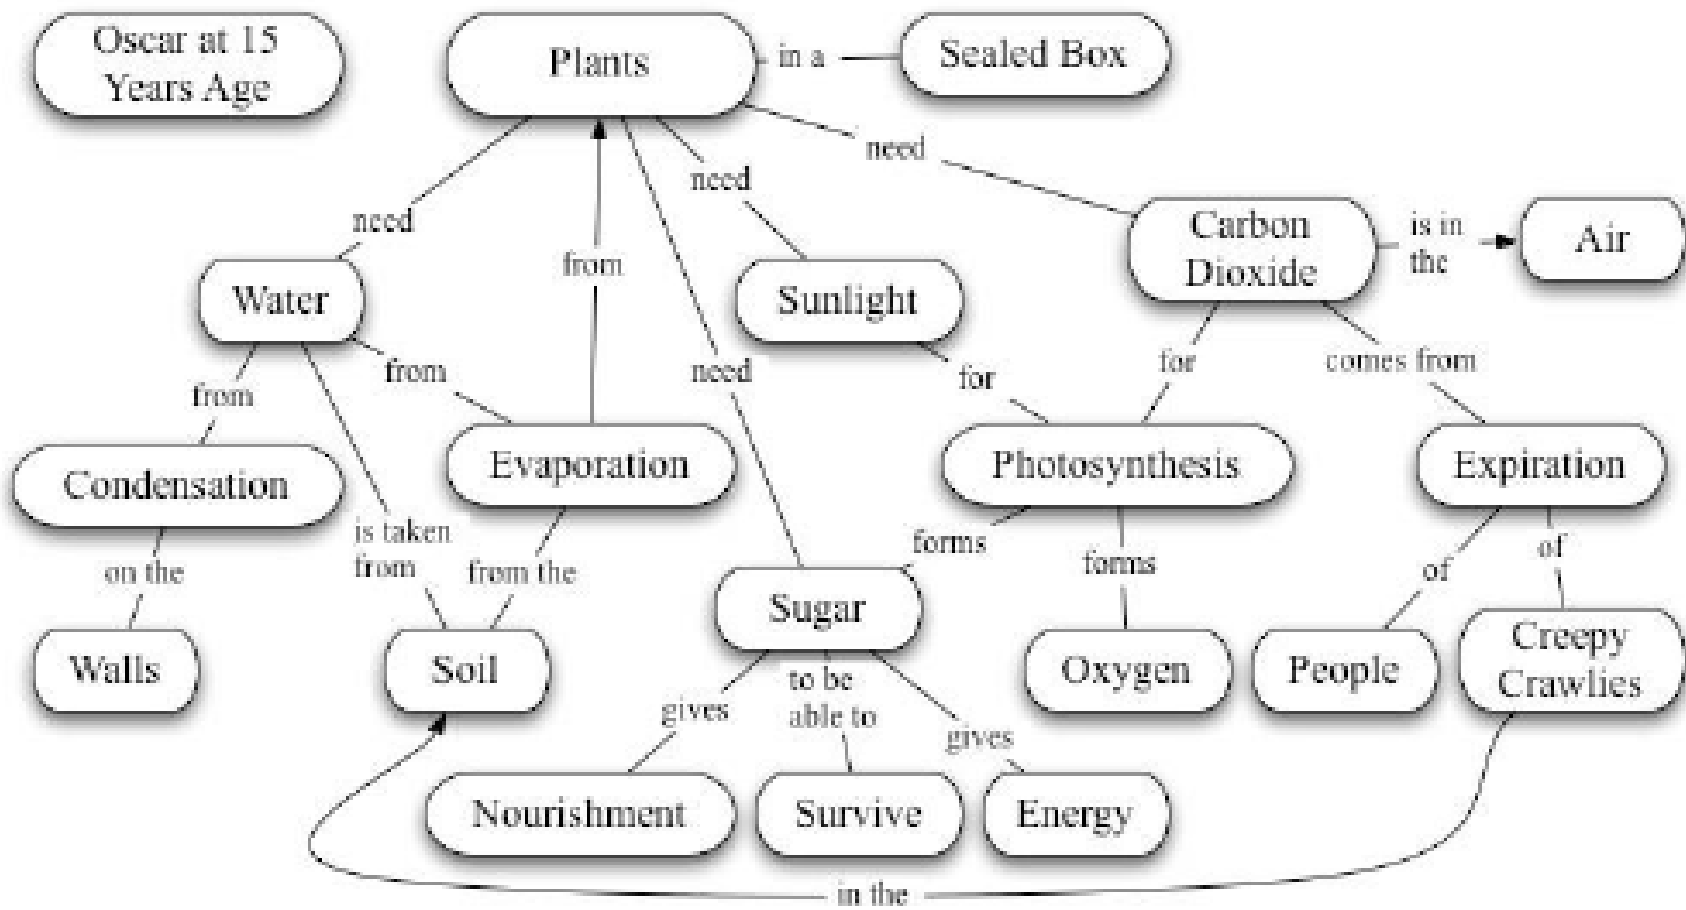 Oscar at 15
Years Age
Plants
in a
Sealed Box
need
need
need
Carbon
Dioxide
is in
the
Air
from
Water
Sunlight
from
from
need
for
for
comes from
Condensation
Evaporation
Photosynthesis
Expiration
on the
is taken
from
from the
forms
forms
of
of
Walls
Soil
Sugar
Oxygen
People
Creepy
Crawlies
gives
to be
able to
gives
Nourishment
Survive
Energy
in the